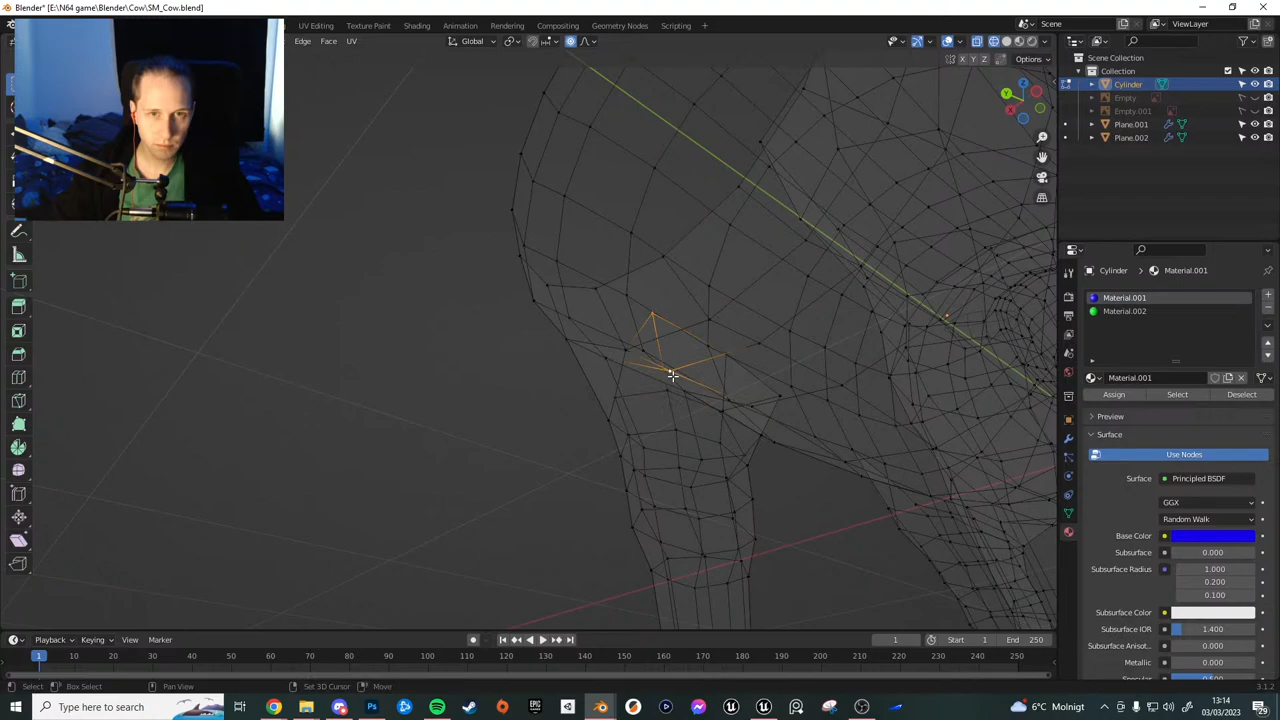 Blender* [E:\N64 game\Blender\Cow\SM_Cow.blend]
UV Editing Texture Paint Shading Animation Rendering Compositing Geometry Nodes Scripting +
Scene ViewLayer
Edge Face UV Global
X Y Z Options
Scene Collection
Collection
Cylinder
Empty
Empty.001
Plane.001
Plane.002
Z
Y
X
Cylinder Material.001
Material.001
Material.002
Material.001
Assign Select Deselect
Preview
Surface
Use Nodes
Surface Principled BSDF
GGX
Random Walk
Base Color
Subsurface 0.000
Subsurface Radius 1.000
0.200
0.100
Subsurface Color
Subsurface IOR 1.400
Subsurface Anisot... 0.000
Metallic 0.000
Specular 0.500
Playback Keying View Marker 1 Start 1 End 250
1 10 20 30 40 50 60 70 80 90 100 110 120 130 140 150 160 170 180 190 200 210 220 230 240 250
Select Box Select Pan View Set 3D Cursor Move 3.1.2
Type here to search
6°C Molnigt
13:14
03/03/2023